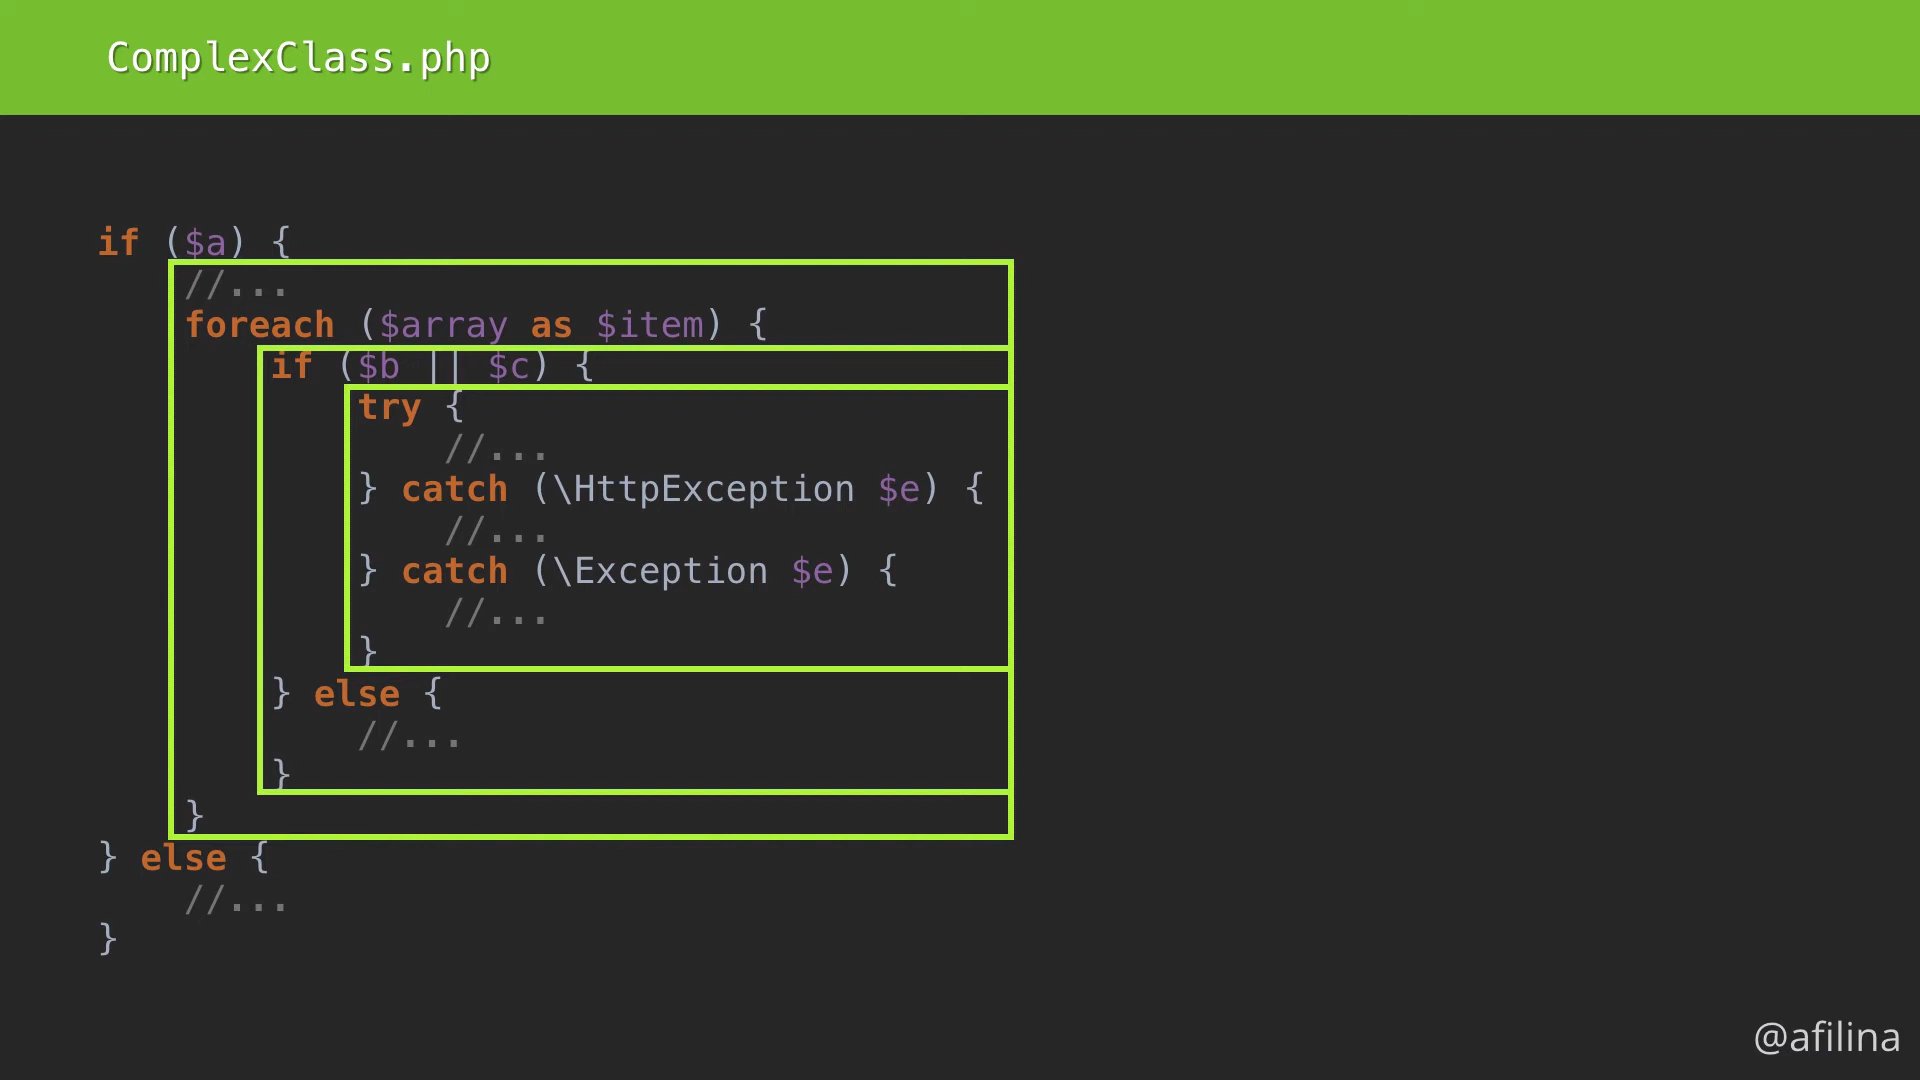 ComplexClass.php
if ($a) {
//...
foreach ($array as $item) {
if ($b || $c) {
try {
//...
} catch (\HttpException $e) {
//...
} catch (\Exception $e) {
//...
}
} else {
//...
}
}
} else {
//...
}
@afilina